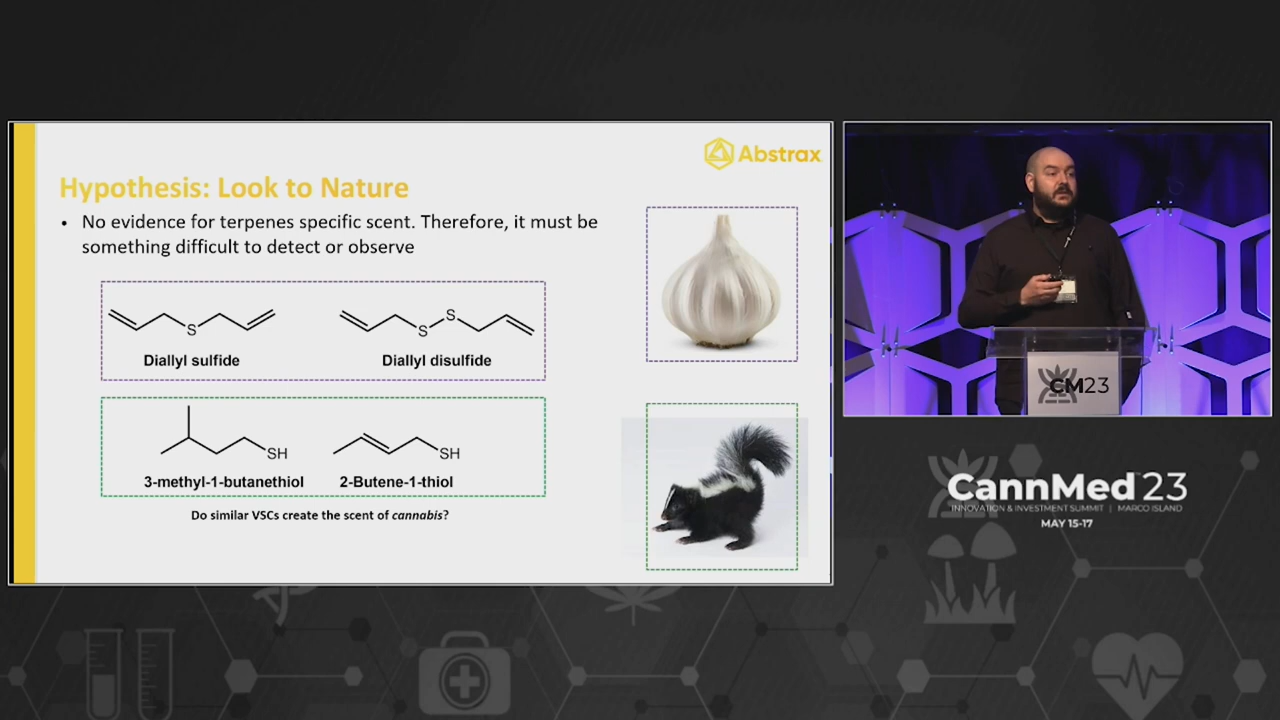 Abstrax
Hypothesis: Look to Nature
• No evidence for terpenes specific scent. Therefore, it must be
something difficult to detect or observe
S
S
S
Diallyl sulfide
Diallyl disulfide
SH
SH
3-methyl-1-butanethiol
2-Butene-1-thiol
Do similar VSCs create the scent of cannabis?
CM23
CannMed 23
INNOVATION & INVESTMENT SUMMIT | MARCO ISLAND
MAY 15-17